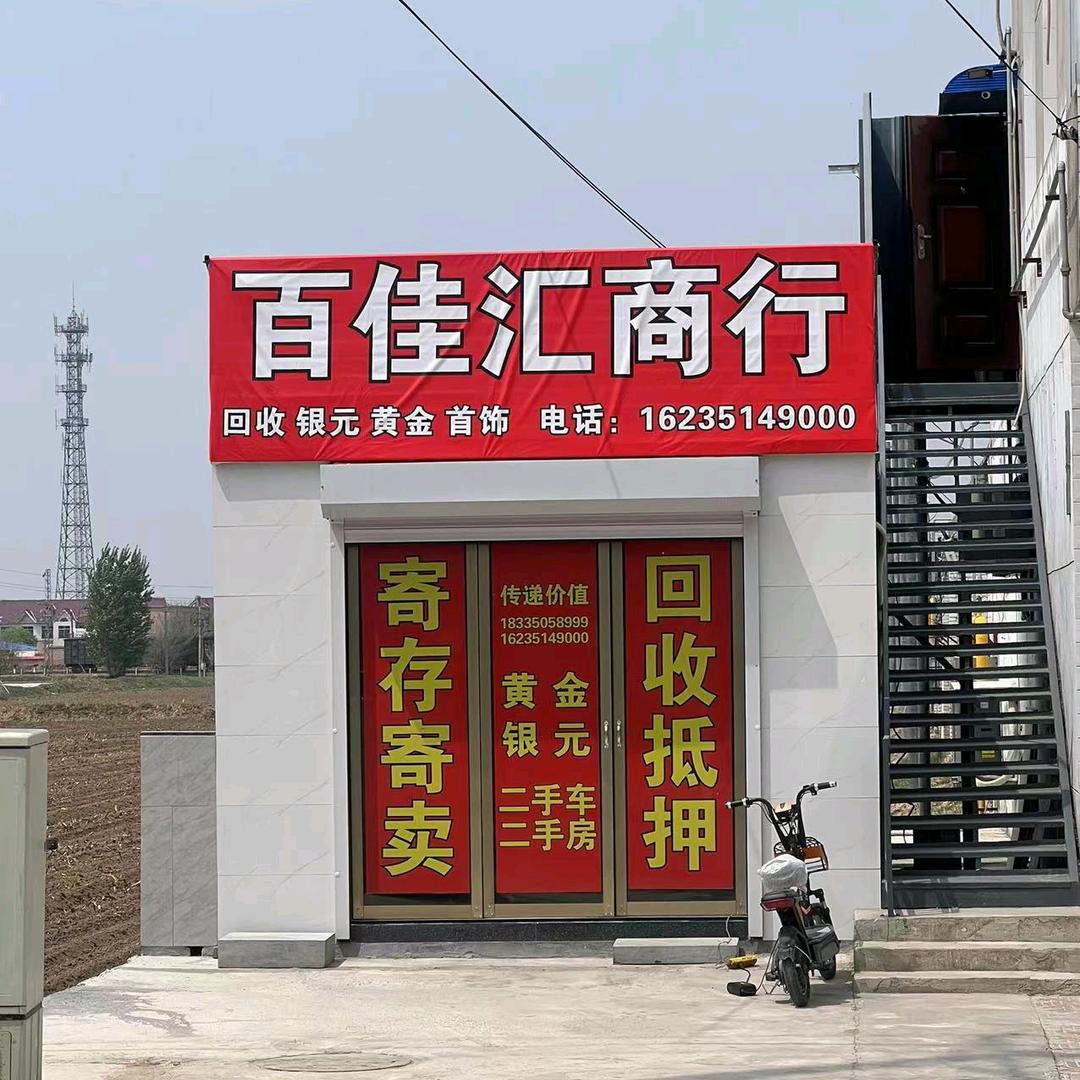 百佳汇商行
回收 银元 黄金 首饰 电话：16235149000
寄存寄卖
传递价值
18335058999
16235149000
黄金
银元
二手车
二手房
回收抵押